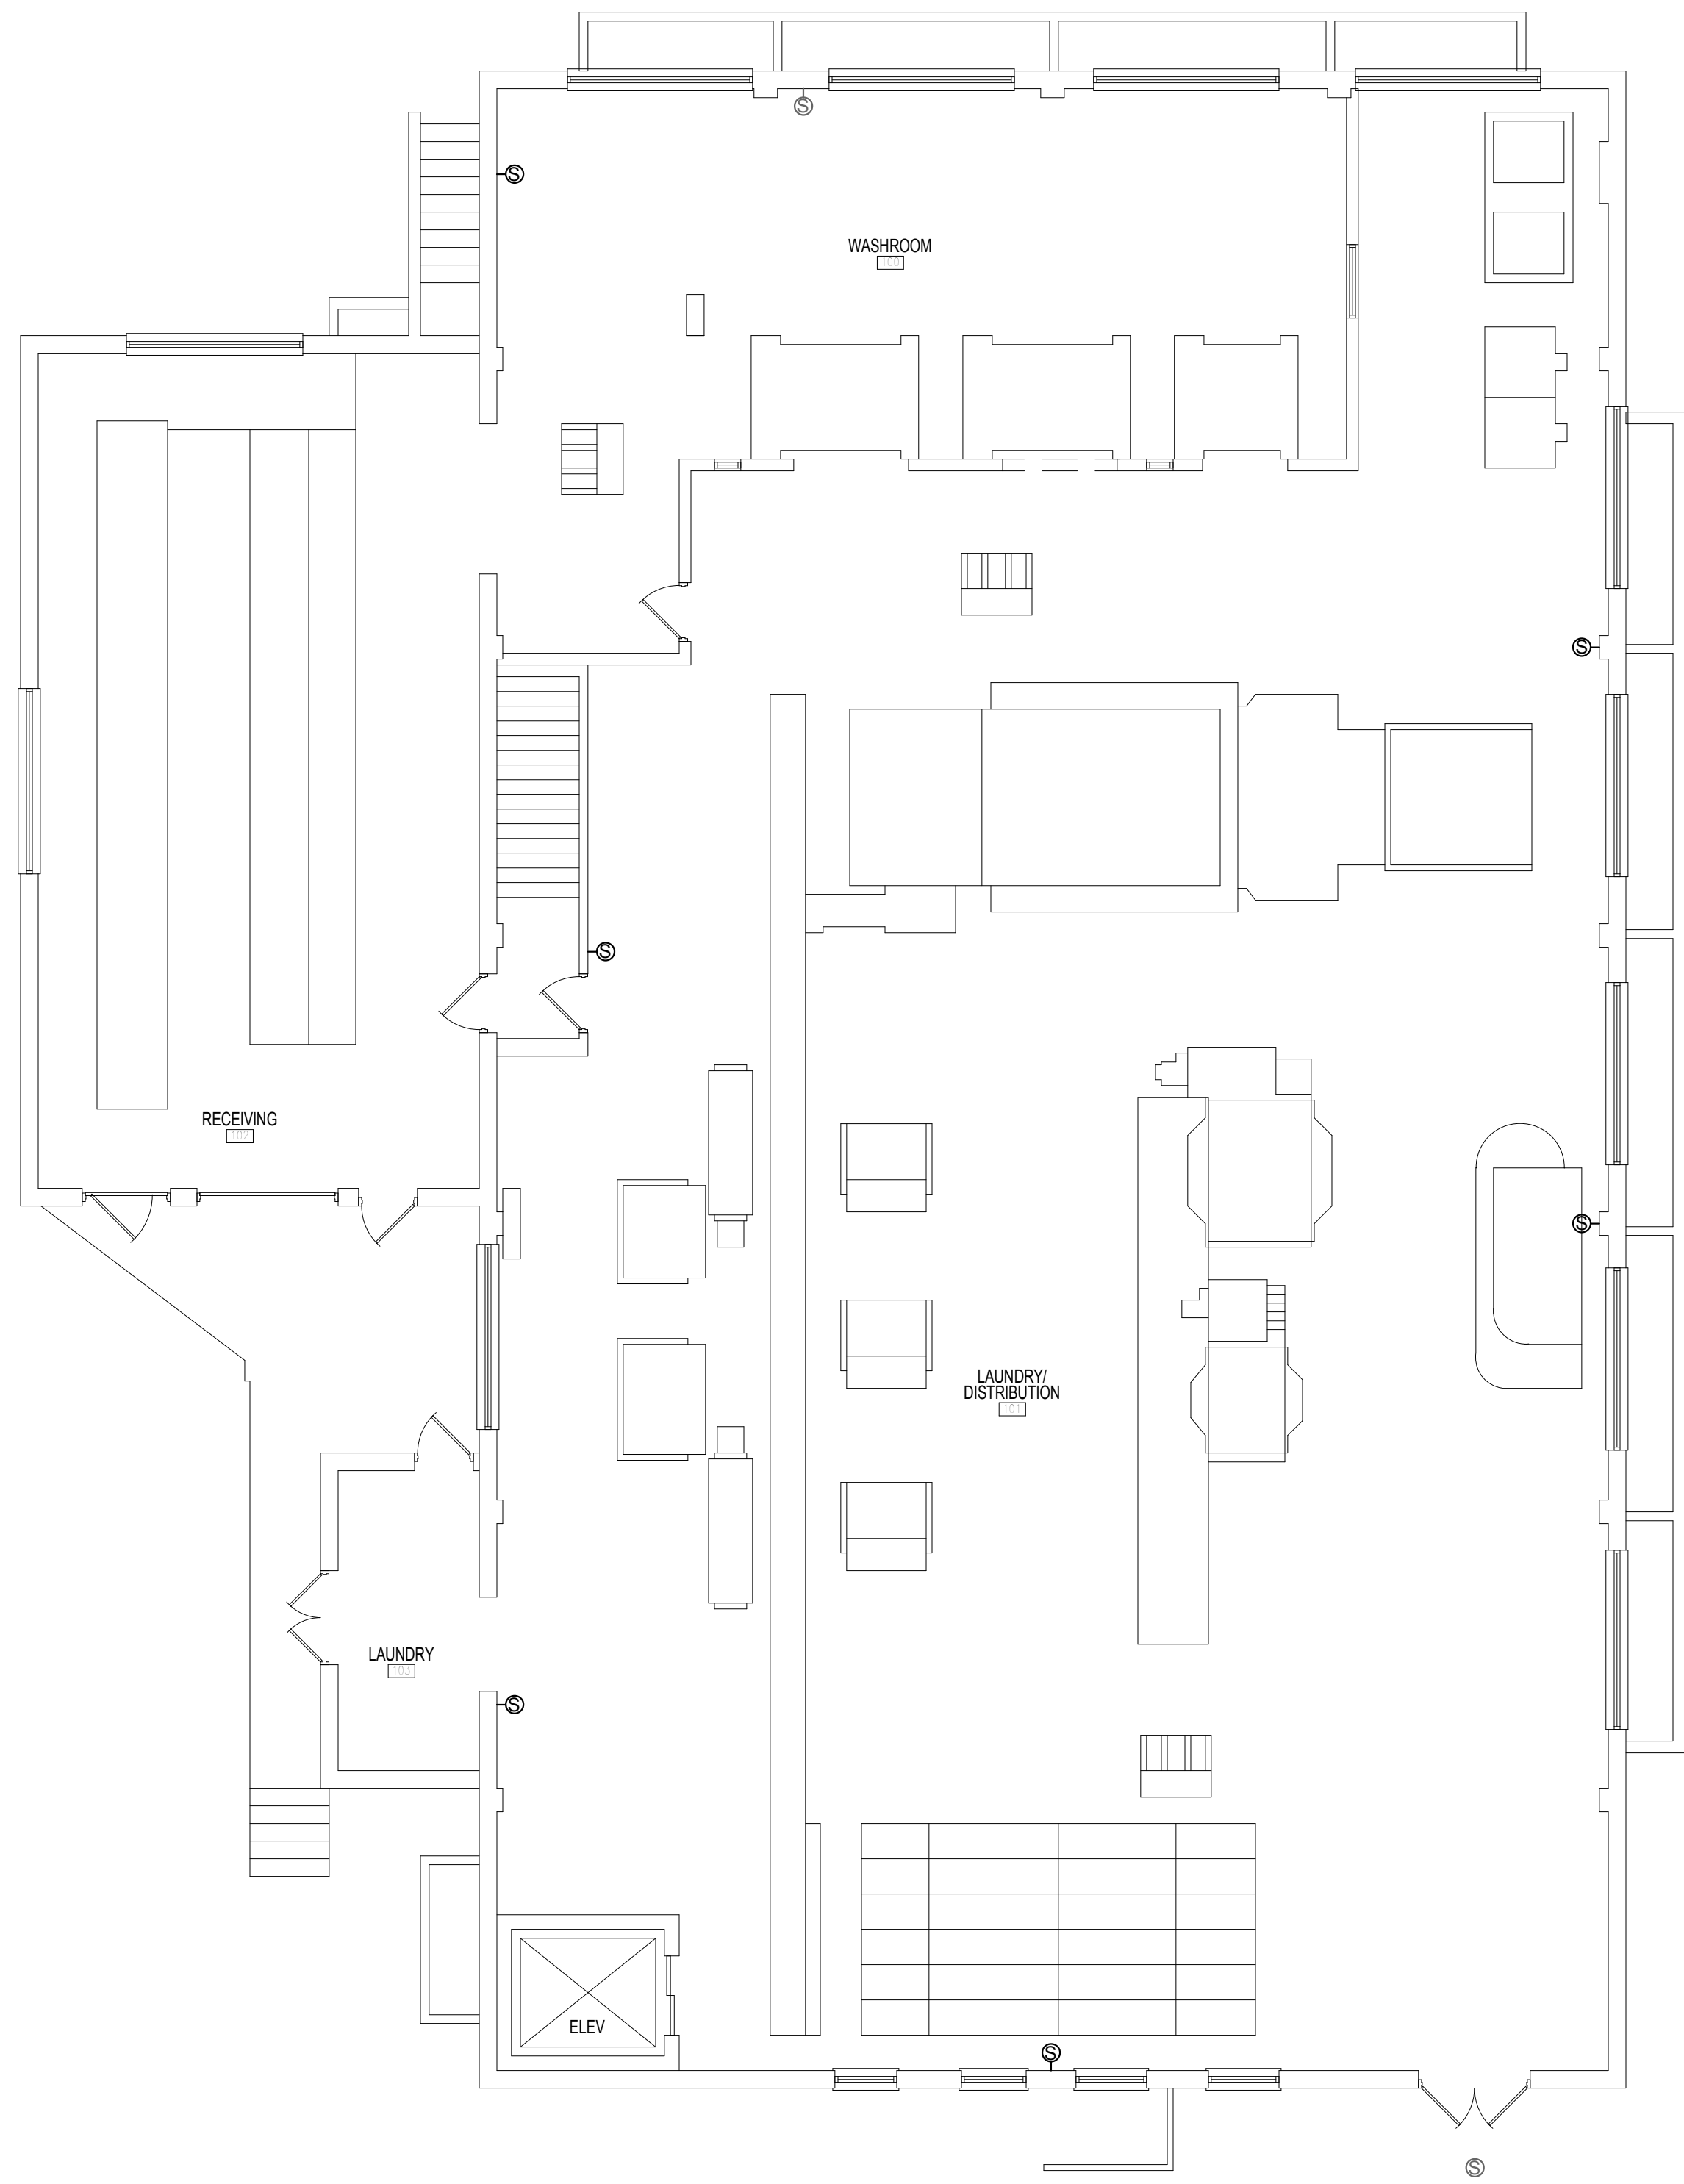 S
S
WASHROOM
100
S
S
RECEIVING
102
S
LAUNDRY/
DISTRIBUTION
101
LAUNDRY
103
S
ELEV
S
S